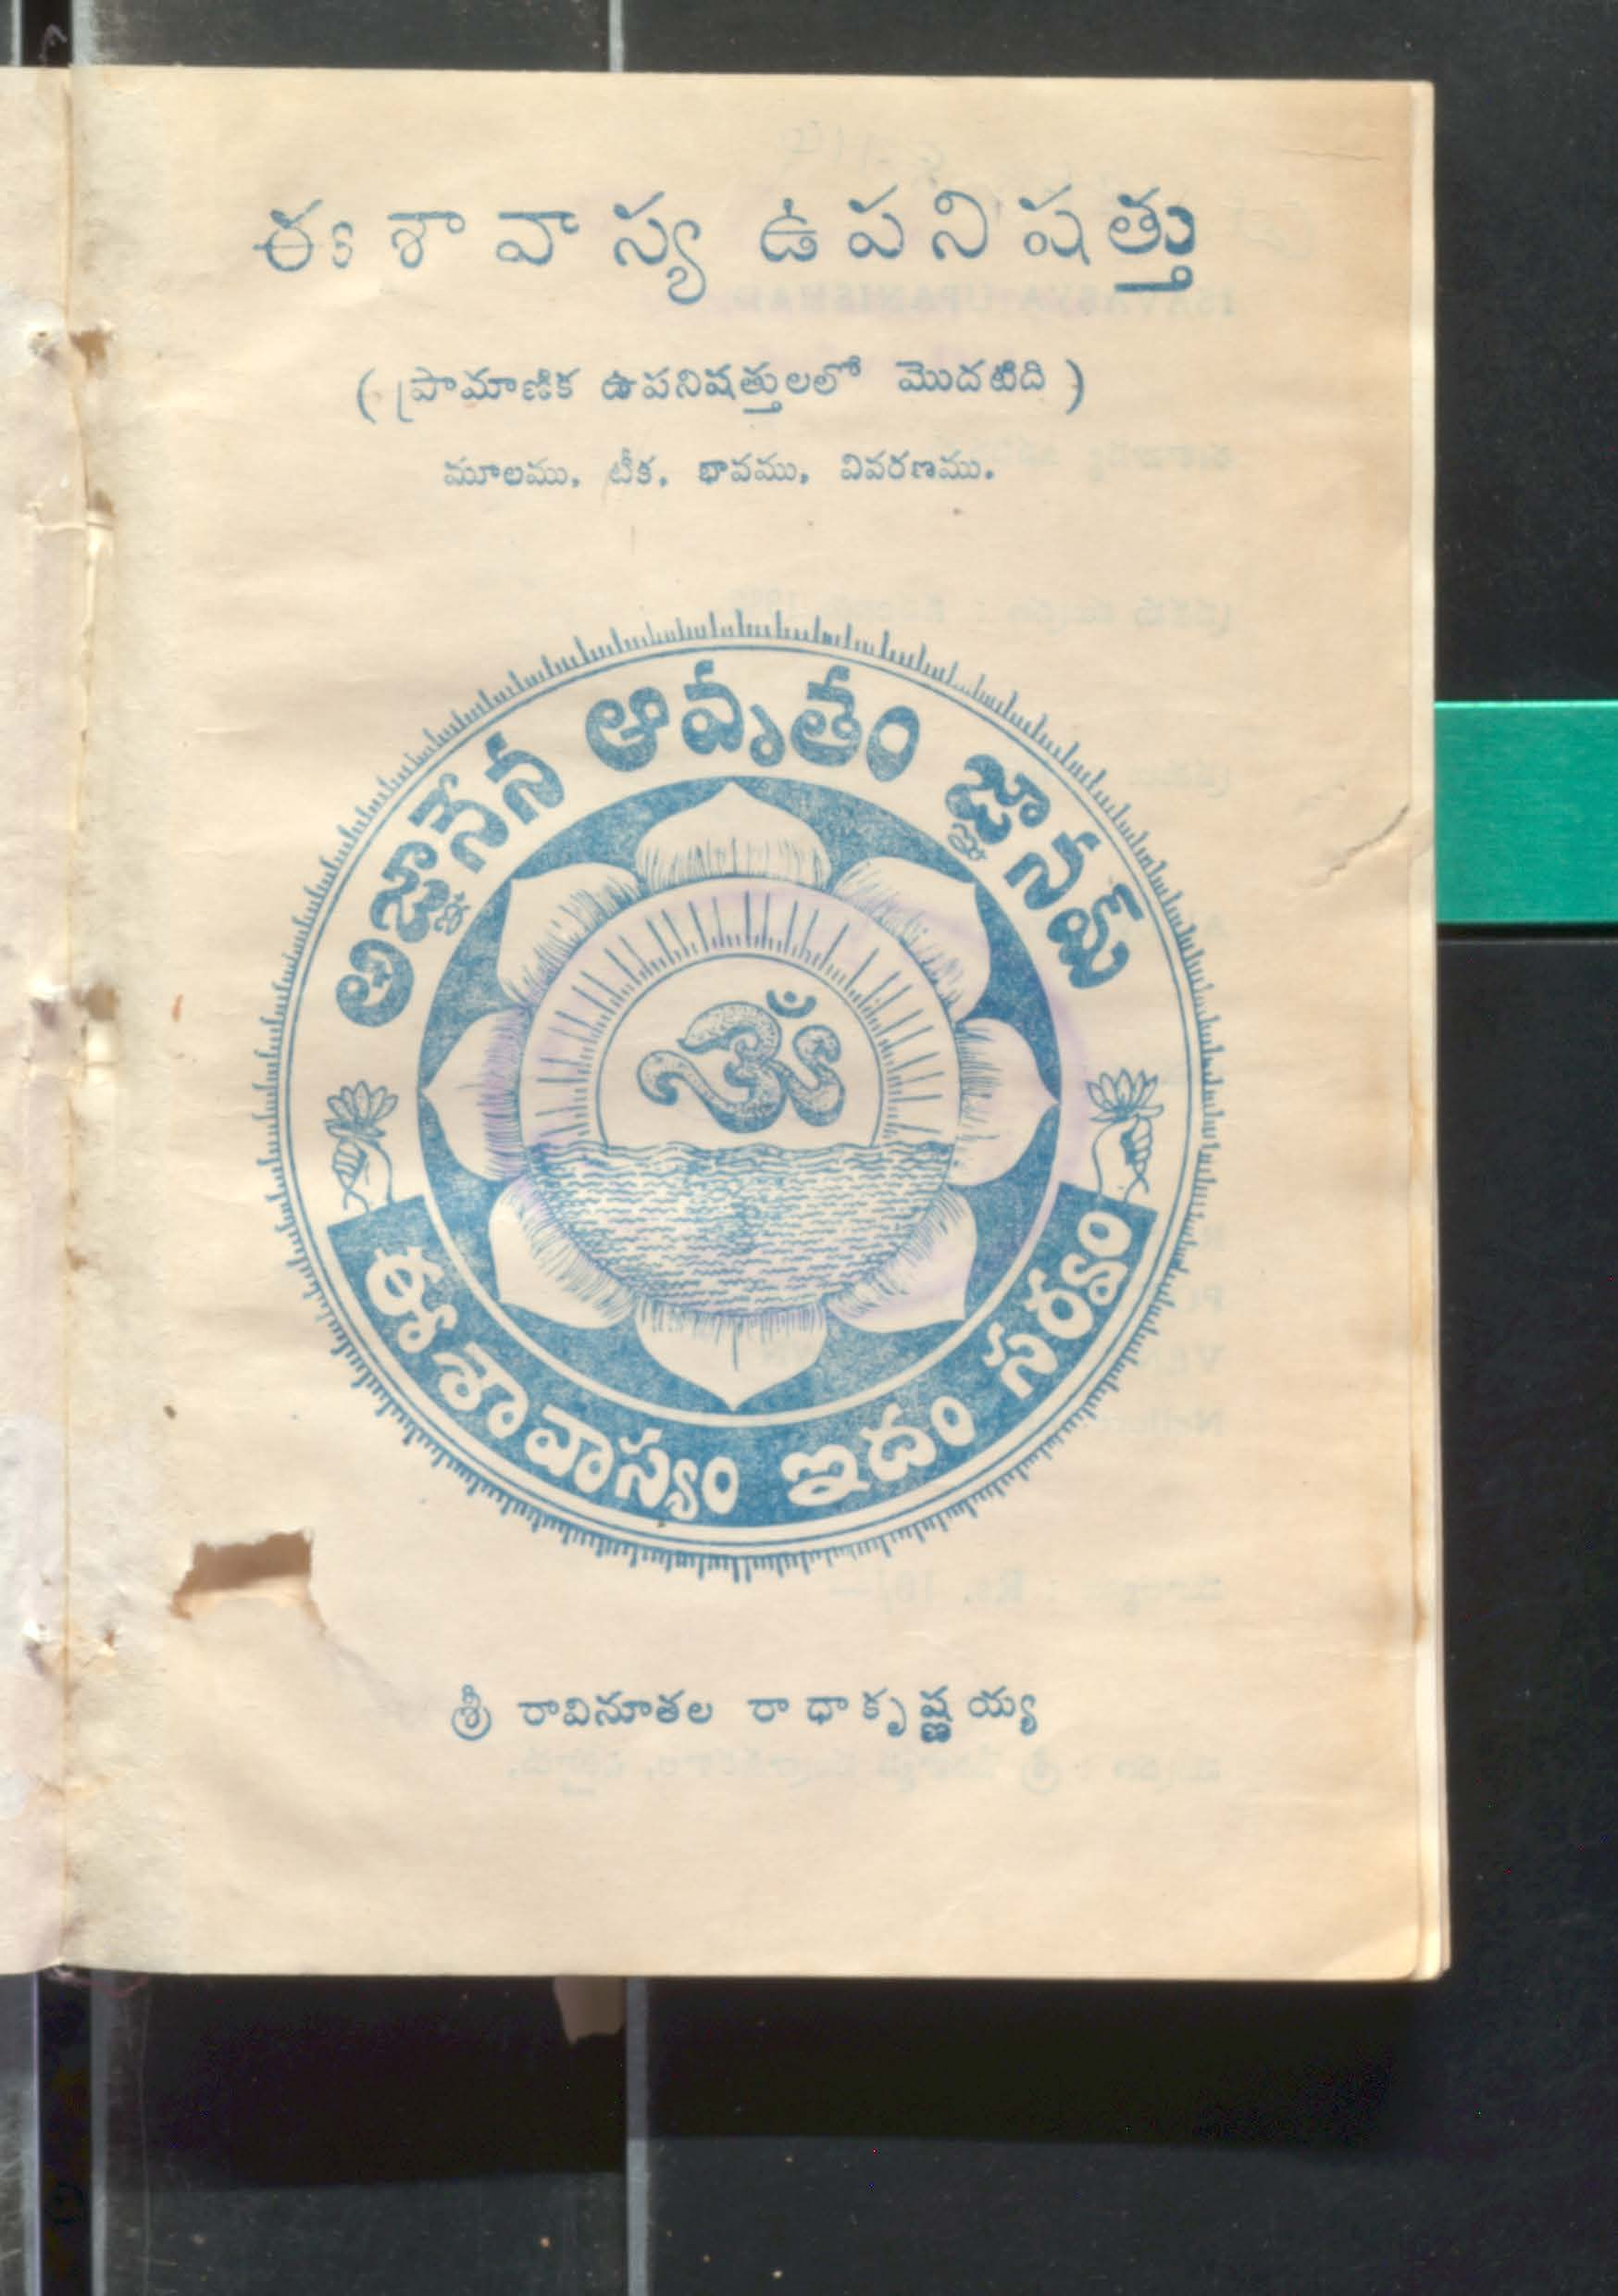 ఈశావాస్య ఉపనిషత్తు
( ప్రామాణిక ఉపనిషత్తులలో మొదటిది )
మూలము, టీక, భావము, వివరణము.
అజ్ఞానేన ఆవృతం జ్ఞానమ్
ఓం
ఈశావాస్యం ఇదం సర్వం
శ్రీ రావినూతల రాధాకృష్ణయ్య